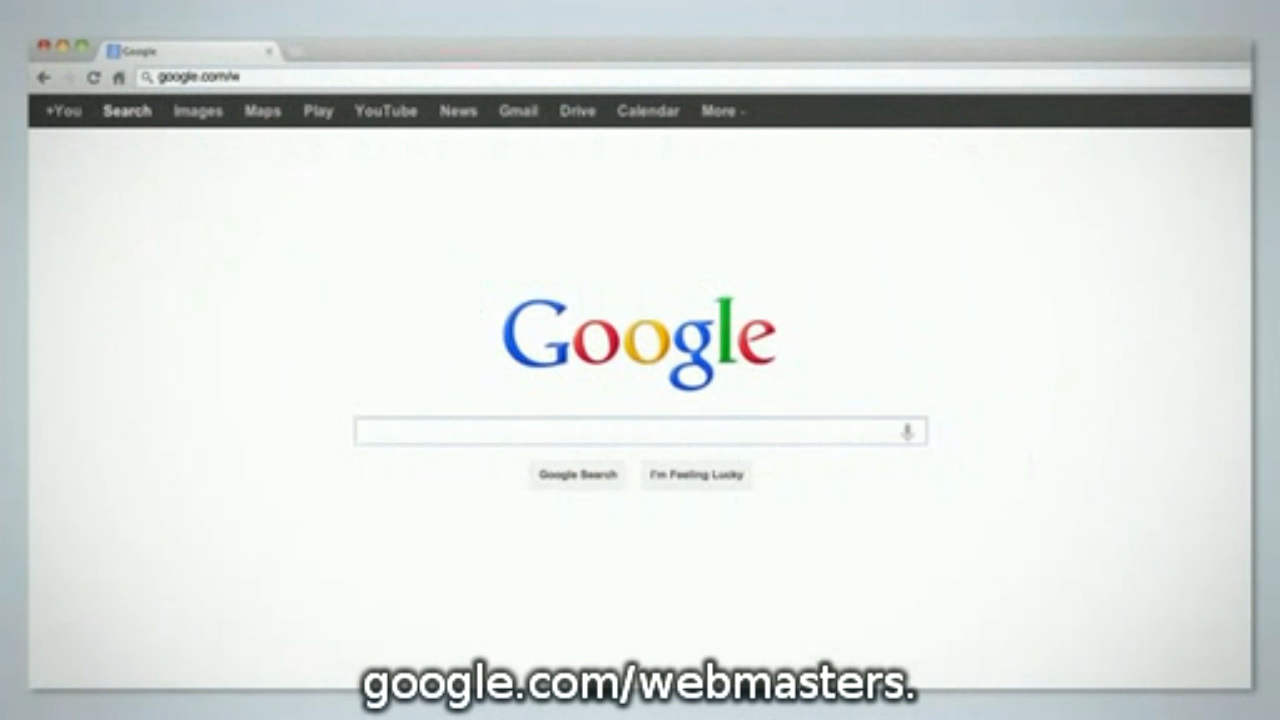 Google
google.com/w
+You Search Images Maps Play YouTube News Gmail Drive Calendar More
Google
Google Search I'm Feeling Lucky
google.com/webmasters.